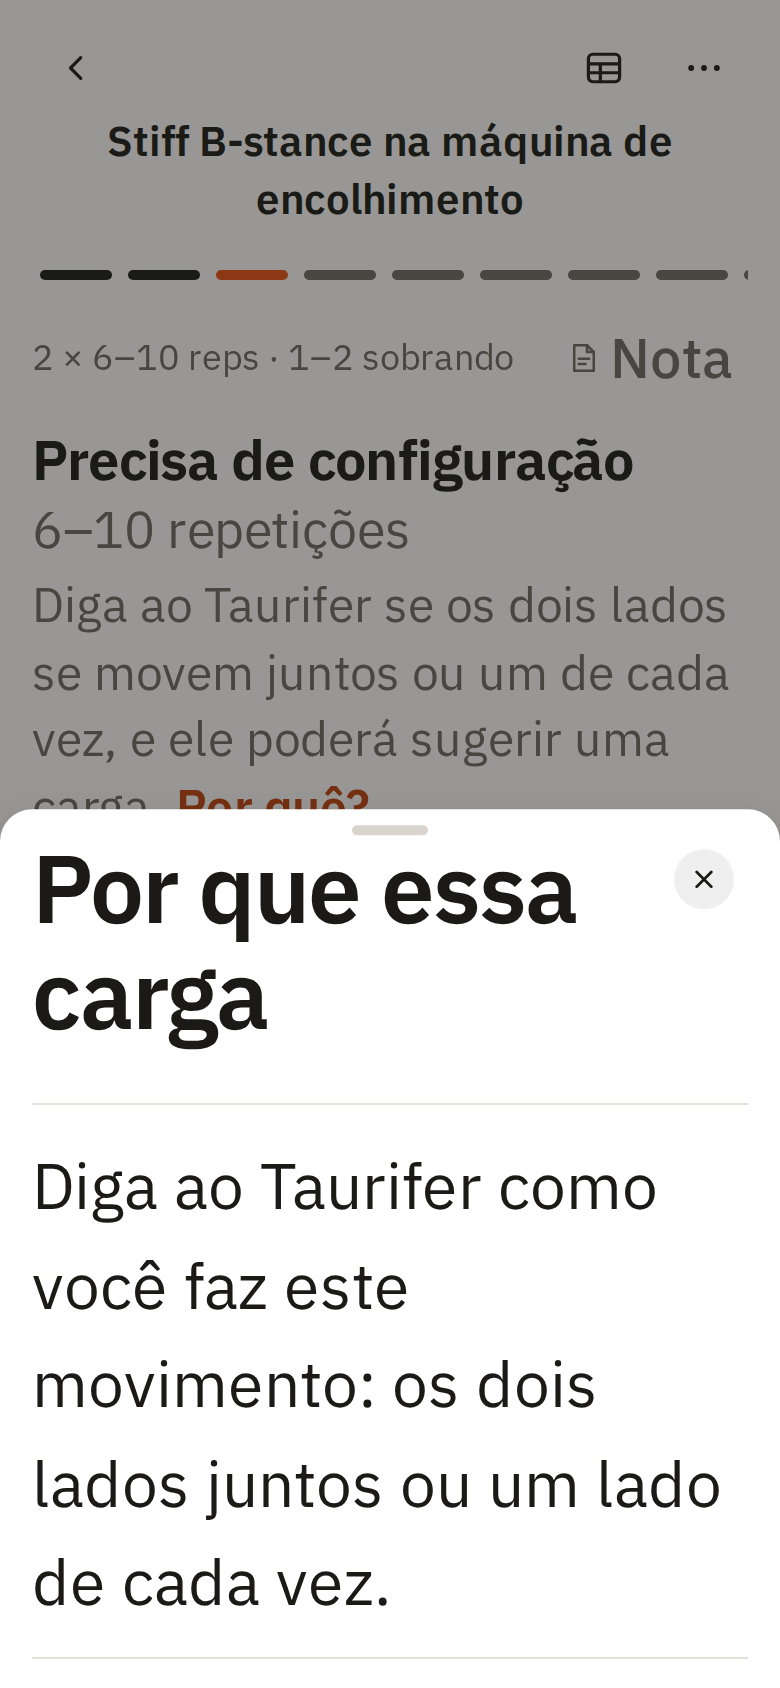 Stiff B-stance na máquina de
encolhimento
2 × 6–10 reps · 1–2 sobrando
Nota
Precisa de configuração
6–10 repetições
Diga ao Taurifer se os dois lados
se movem juntos ou um de cada
vez, e ele poderá sugerir uma
carga. Por quê?
Por que essa
carga
Diga ao Taurifer como
você faz este
movimento: os dois
lados juntos ou um lado
de cada vez.